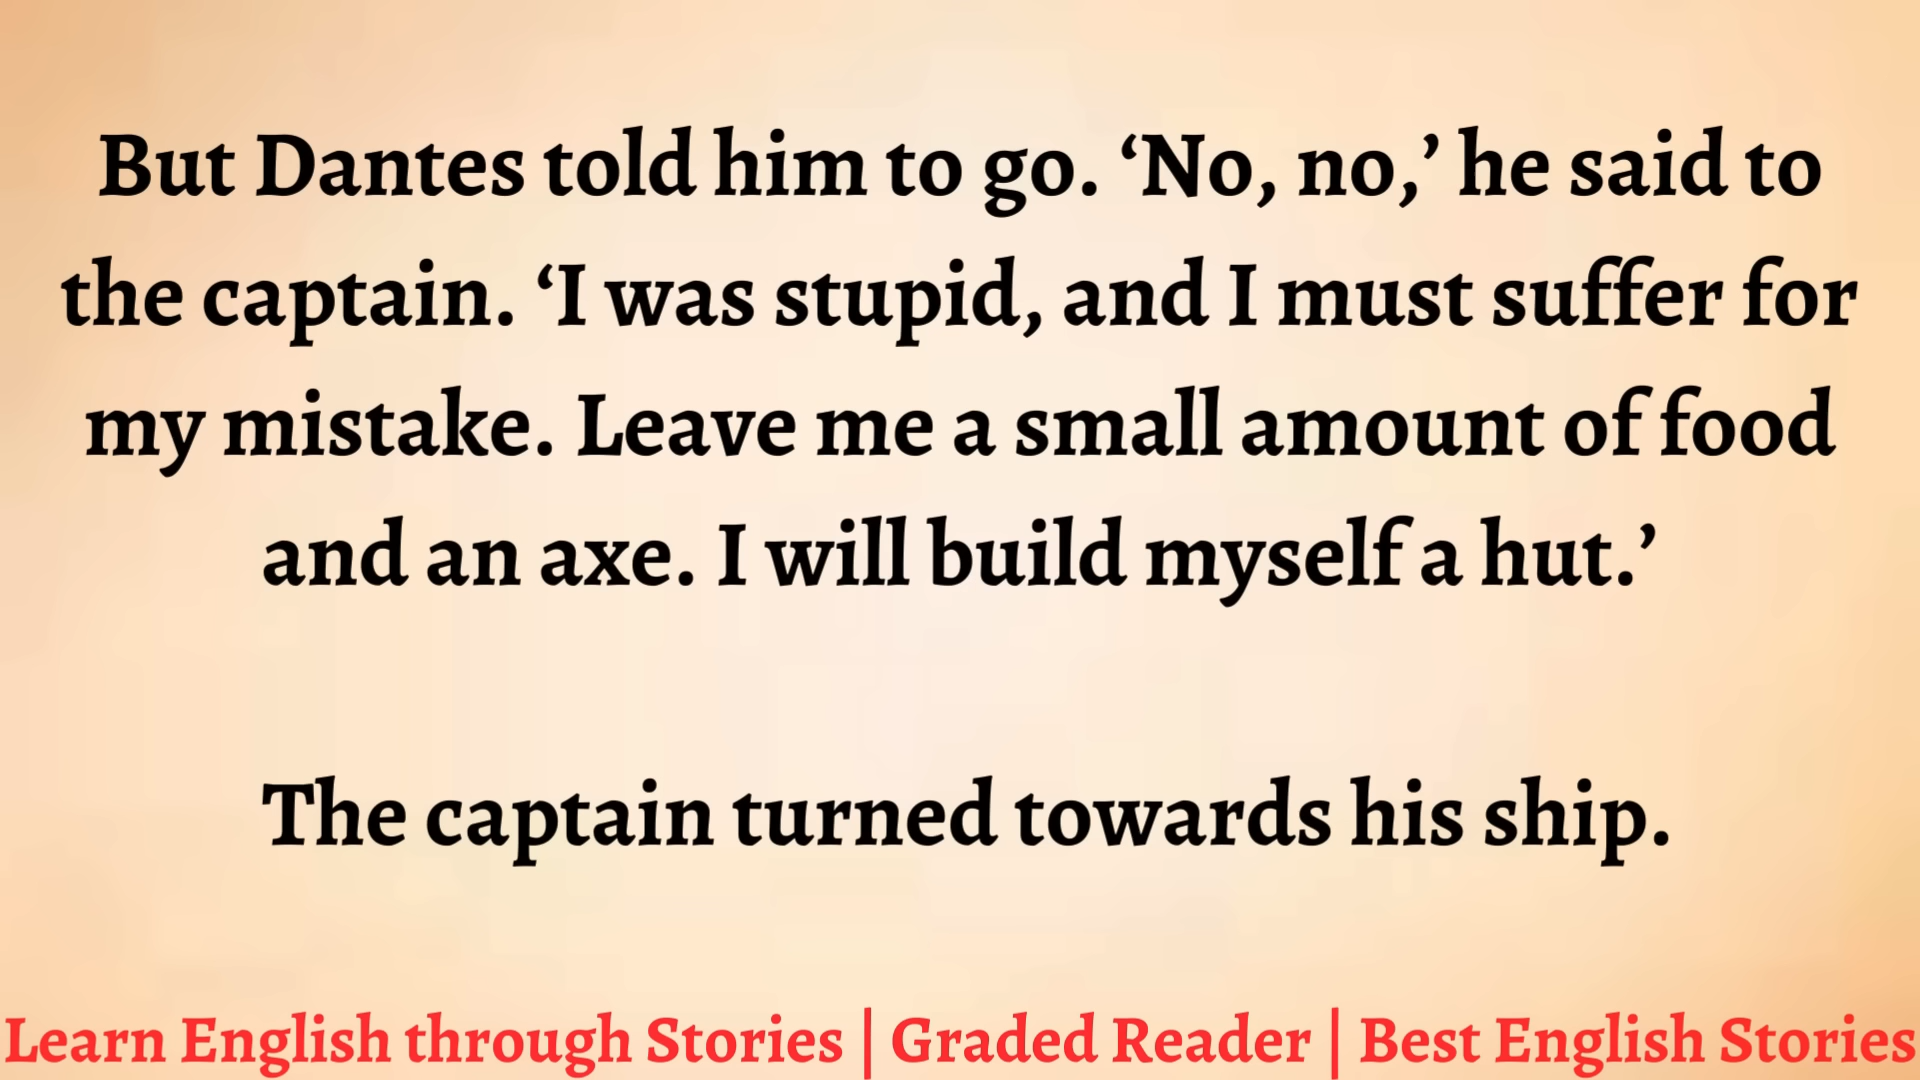 But Dantes told him to go. ‘No, no,’ he said to
the captain. ‘I was stupid, and I must suffer for
my mistake. Leave me a small amount of food
and an axe. I will build myself a hut.’
The captain turned towards his ship.
Learn English through Stories | Graded Reader | Best English Stories